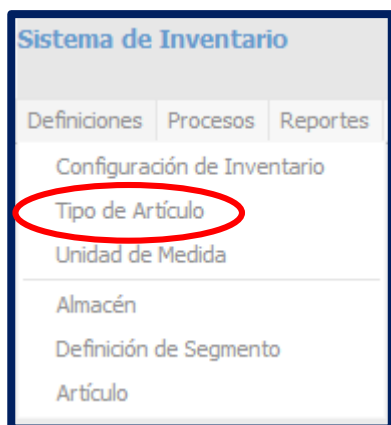 Sistema de Inventario
Definiciones Procesos Reportes
Configuración de Inventario
Tipo de Artículo
Unidad de Medida
Almacén
Definición de Segmento
Artículo